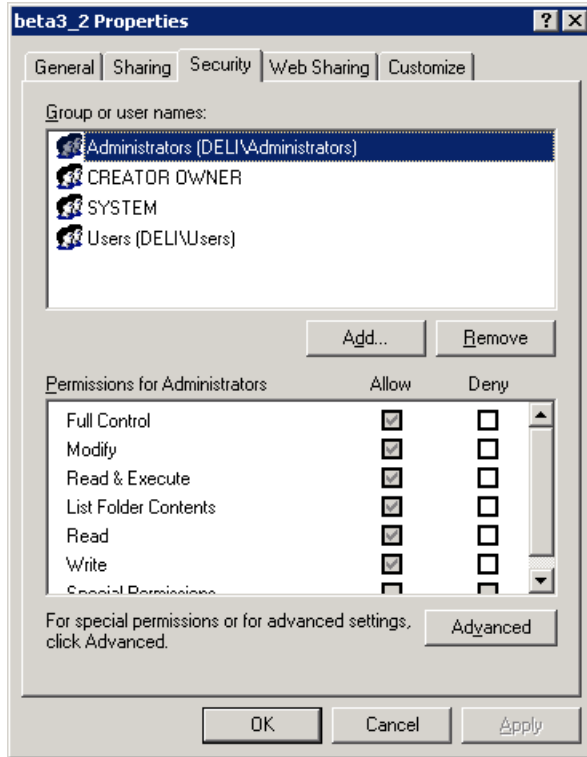 beta3_2 Properties
General Sharing Security Web Sharing Customize
Group or user names:
Administrators (DELI\Administrators)
CREATOR OWNER
SYSTEM
Users (DELI\Users)
Add... Remove
Permissions for Administrators Allow Deny
Full Control
Modify
Read & Execute
List Folder Contents
Read
Write
Special Permissions
For special permissions or for advanced settings, Advanced
click Advanced.
OK Cancel Apply